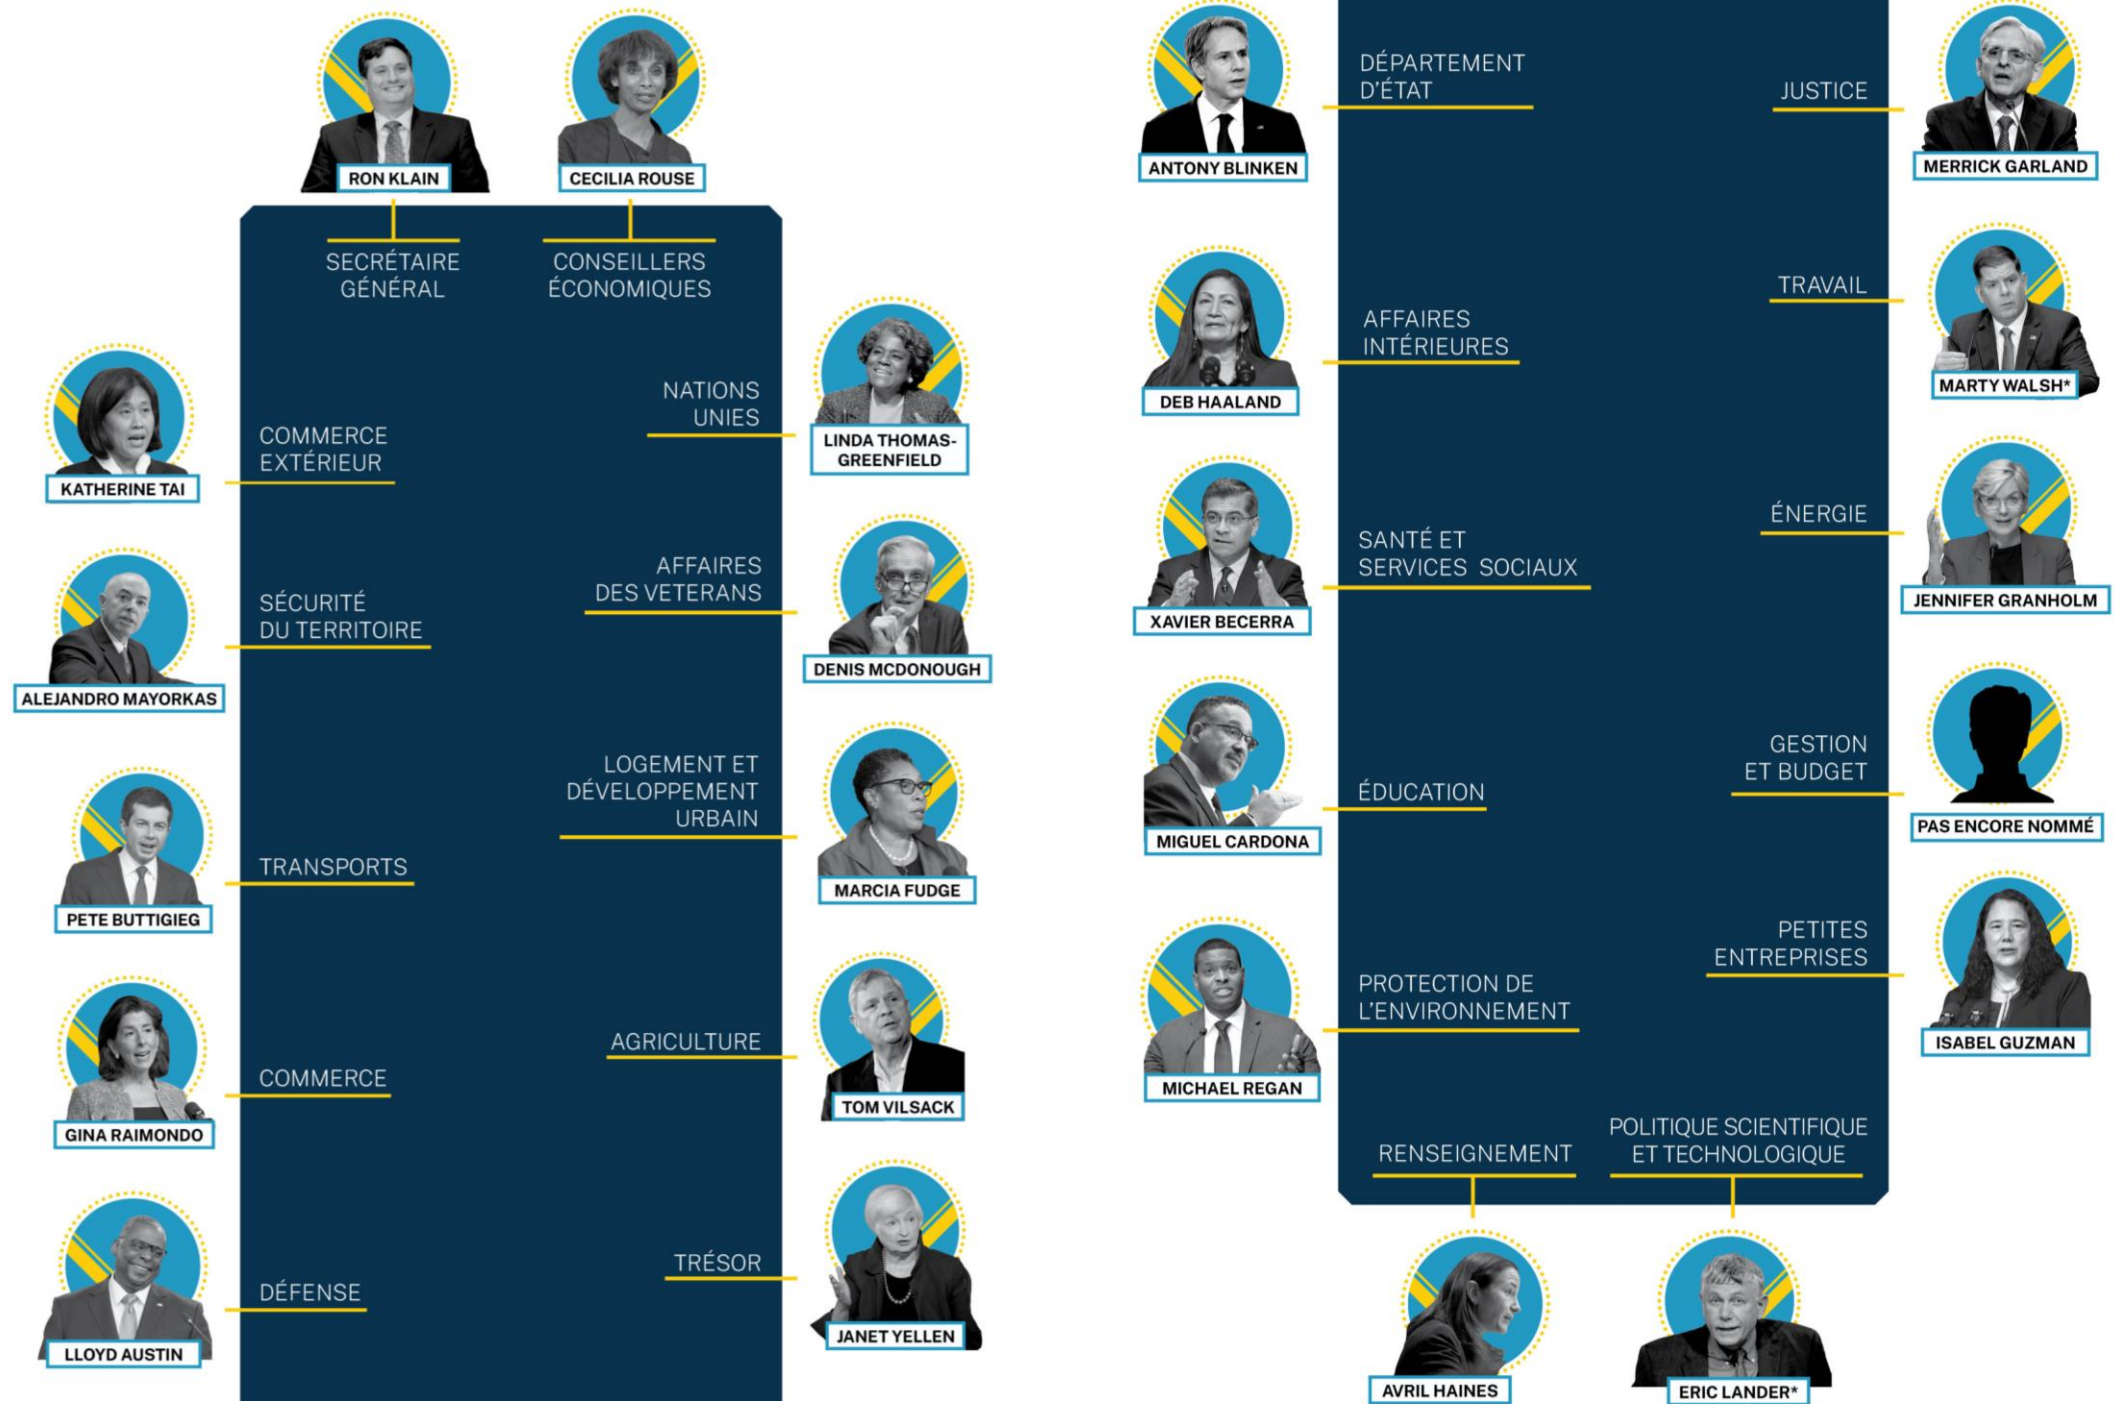 RON KLAIN
CECILIA ROUSE
SECRÉTAIRE
GÉNÉRAL
CONSEILLERS
ÉCONOMIQUES
KATHERINE TAI
COMMERCE
EXTÉRIEUR
NATIONS
UNIES
LINDA THOMAS-
GREENFIELD
ALEJANDRO MAYORKAS
SÉCURITÉ
DU TERRITOIRE
AFFAIRES
DES VETERANS
DENIS MCDONOUGH
PETE BUTTIGIEG
TRANSPORTS
LOGEMENT ET
DÉVELOPPEMENT
URBAIN
MARCIA FUDGE
GINA RAIMONDO
COMMERCE
AGRICULTURE
TOM VILSACK
LLOYD AUSTIN
DÉFENSE
TRÉSOR
JANET YELLEN
ANTONY BLINKEN
DÉPARTEMENT
D'ÉTAT
JUSTICE
MERRICK GARLAND
DEB HAALAND
AFFAIRES
INTÉRIEURES
TRAVAIL
MARTY WALSH*
XAVIER BECERRA
SANTÉ ET
SERVICES SOCIAUX
ÉNERGIE
JENNIFER GRANHOLM
MIGUEL CARDONA
ÉDUCATION
GESTION
ET BUDGET
PAS ENCORE NOMMÉ
MICHAEL REGAN
PROTECTION DE
L'ENVIRONNEMENT
PETITES
ENTREPRISES
ISABEL GUZMAN
RENSEIGNEMENT
POLITIQUE SCIENTIFIQUE
ET TECHNOLOGIQUE
AVRIL HAINES
ERIC LANDER*